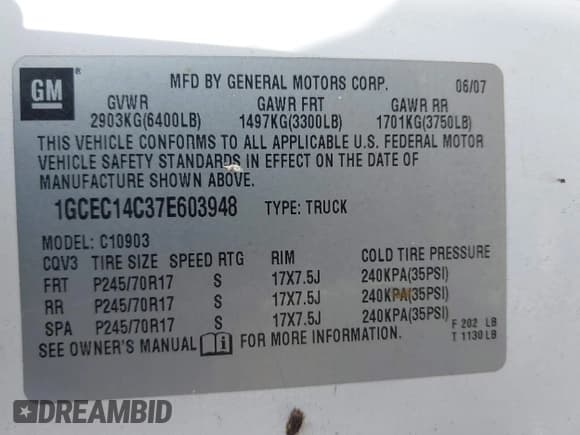 GM ®
MFD BY GENERAL MOTORS CORP. 06/07
GVWR GAWR FRT GAWR RR
2903KG(6400LB) 1497KG(3300LB) 1701KG(3750LB)
THIS VEHICLE CONFORMS TO ALL APPLICABLE U.S. FEDERAL MOTOR
VEHICLE SAFETY STANDARDS IN EFFECT ON THE DATE OF
MANUFACTURE SHOWN ABOVE.
1GCEC14C37E603948 TYPE: TRUCK
MODEL: C10903
CQV3 TIRE SIZE SPEED RTG RIM COLD TIRE PRESSURE
FRT P245/70R17 S 17X7.5J 240KPA(35PSI)
RR P245/70R17 S 17X7.5J 240KPA(35PSI)
SPA P245/70R17 S 17X7.5J 240KPA(35PSI)
SEE OWNER'S MANUAL FOR MORE INFORMATION.
F 202 LB
T 1130 LB
DREAMBID